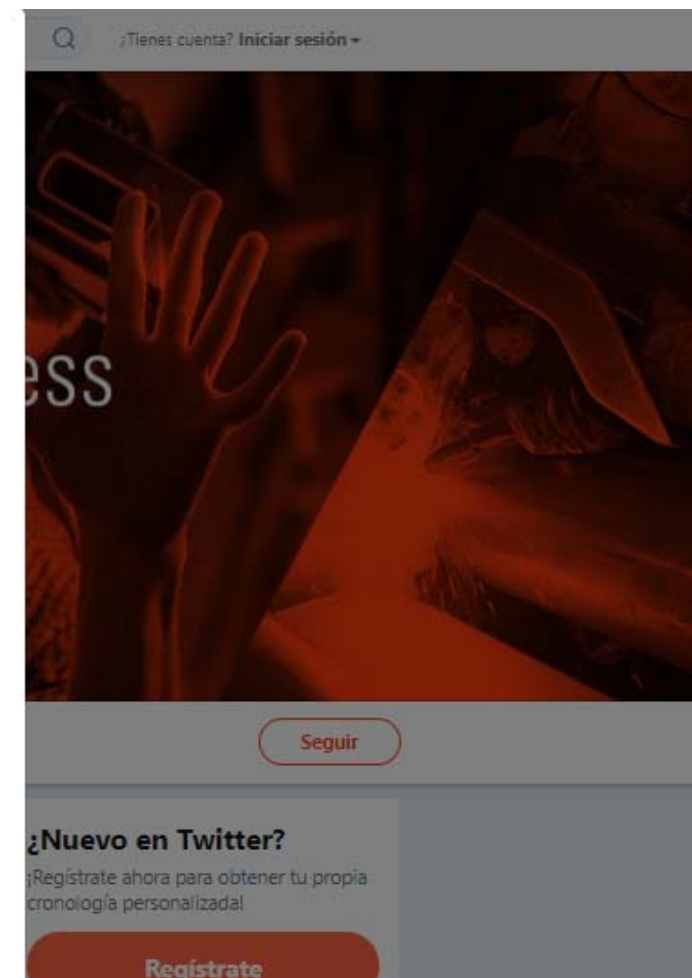 ¿Tienes cuenta? Iniciar sesión
ess
Seguir
¿Nuevo en Twitter?
¡Regístrate ahora para obtener tu propia
cronología personalizada!
Regístrate